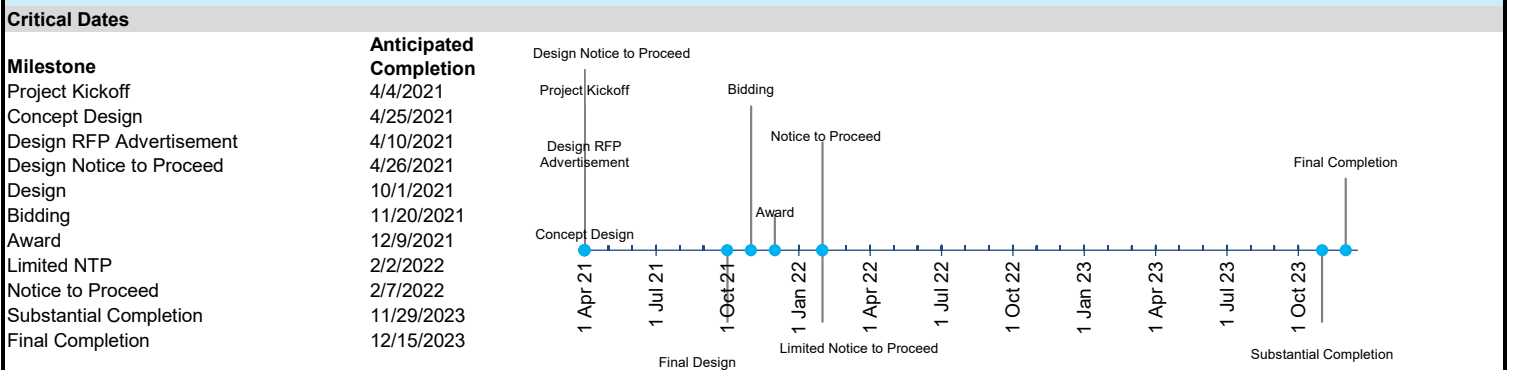 Critical Dates
Milestone Anticipated Completion
Project Kickoff 4/4/2021
Concept Design 4/25/2021
Design RFP Advertisement 4/10/2021
Design Notice to Proceed 4/26/2021
Design 10/1/2021
Bidding 11/20/2021
Award 12/9/2021
Limited NTP 2/2/2022
Notice to Proceed 2/7/2022
Substantial Completion 11/29/2023
Final Completion 12/15/2023
Design Notice to Proceed
Project Kickoff
Bidding
Notice to Proceed
Design RFP
Advertisement
Final Completion
Award
Concept Design
1 Apr 21
1 Jul 21
1 Oct 21
1 Jan 22
1 Apr 22
1 Jul 22
1 Oct 22
1 Jan 23
1 Apr 23
1 Jul 23
1 Oct 23
Limited Notice to Proceed
Substantial Completion
Final Design